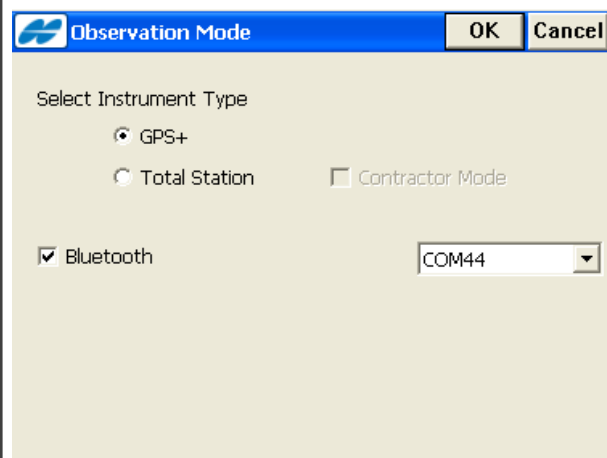 Observation Mode OK Cancel
Select Instrument Type
GPS+
Total Station Contractor Mode
Bluetooth COM44